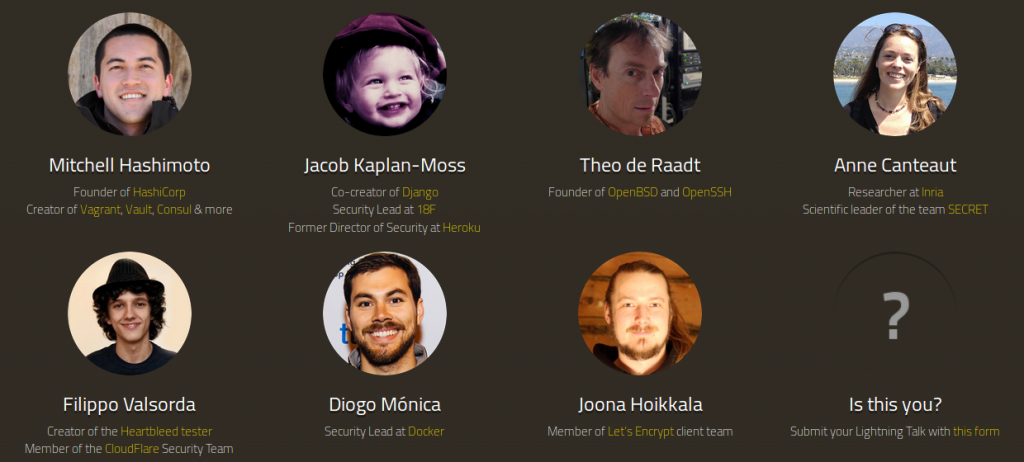 Mitchell Hashimoto
Founder of HashiCorp
Creator of Vagrant, Vault, Consul & more
Jacob Kaplan-Moss
Co-creator of Django
Security Lead at 18F
Former Director of Security at Heroku
Theo de Raadt
Founder of OpenBSD and OpenSSH
Anne Canteaut
Researcher at Inria
Scientific leader of the team SECRET
Filippo Valsorda
Creator of the Heartbleed tester
Member of the CloudFlare Security Team
Diogo Mónica
Security Lead at Docker
Joona Hoikkala
Member of Let's Encrypt client team
?
Is this you?
Submit your Lightning Talk with this form